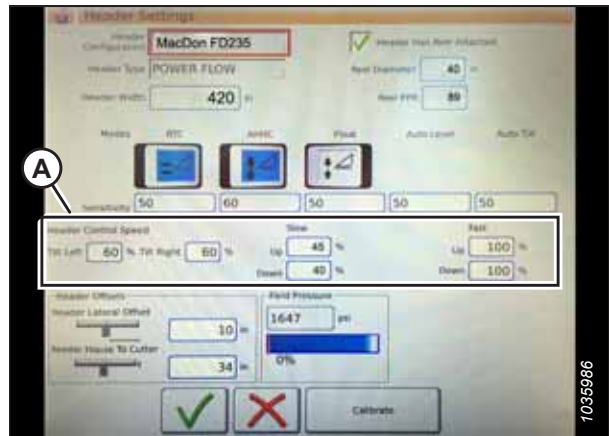 Header Settings
Header Configuration MacDon FD235 Header Has Reel Attached
Header Type POWER FLOW Reel Diameter 40 in
Header Width 420 in Reel PPR 89
Modes RTC AHHC Float Auto Level Auto Tilt
Sensitivity 50 60 50 50 50
A
Header Control Speed Slow Fast
Tilt Left 60 % Tilt Right 60 % Up 45 % Up 100 %
Down 40 % Down 100 %
Header Offsets Field Pressure
Header Lateral Offset 1647 psi
10 in
Feeder House To Cutter 0%
34 in
Calibrate
1035986